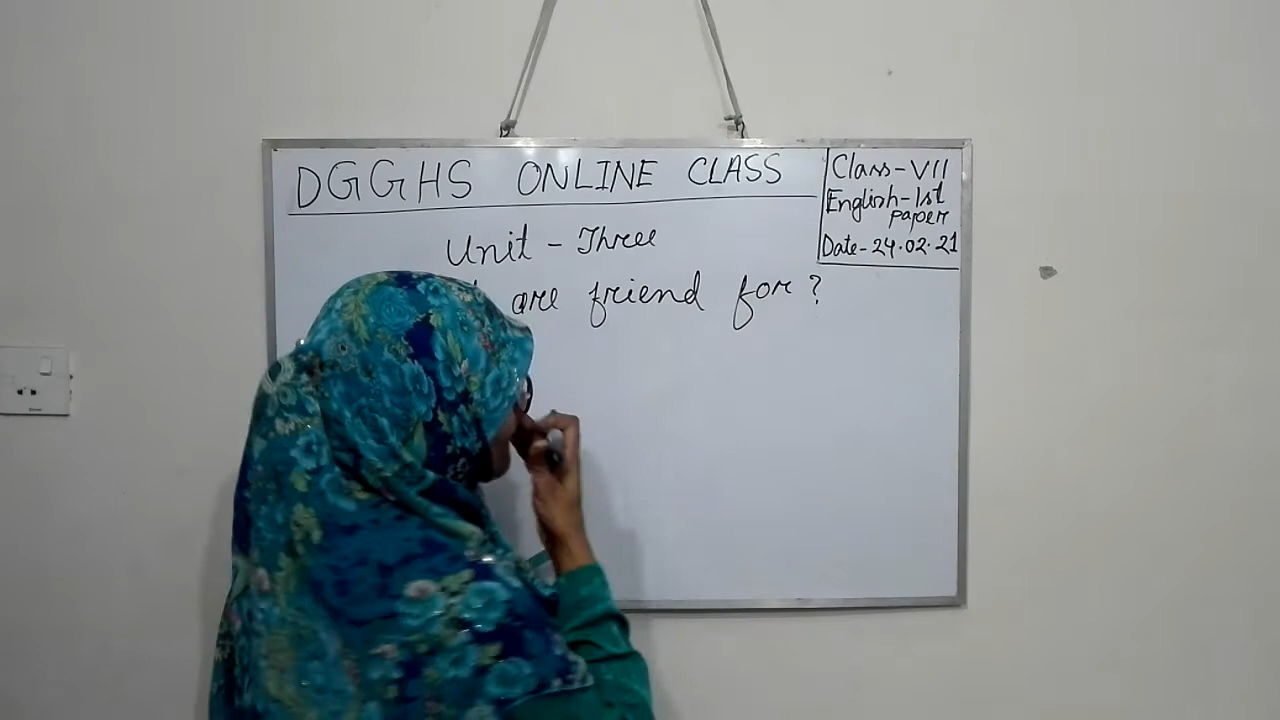 DGGHS ONLINE CLASS
Class-VII
English-1st
paper
Date-24.02.21
Unit - Three
are friend for?